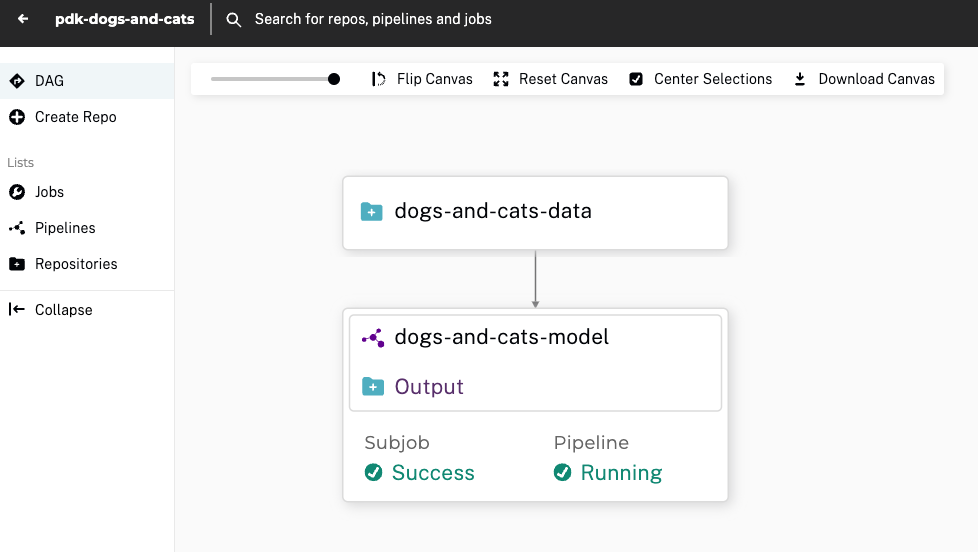 pdk-dogs-and-cats
Search for repos, pipelines and jobs
DAG
Create Repo
Lists
Jobs
Pipelines
Repositories
Collapse
Flip Canvas
Reset Canvas
Center Selections
Download Canvas
dogs-and-cats-data
dogs-and-cats-model
Output
Subjob
Pipeline
Success
Running